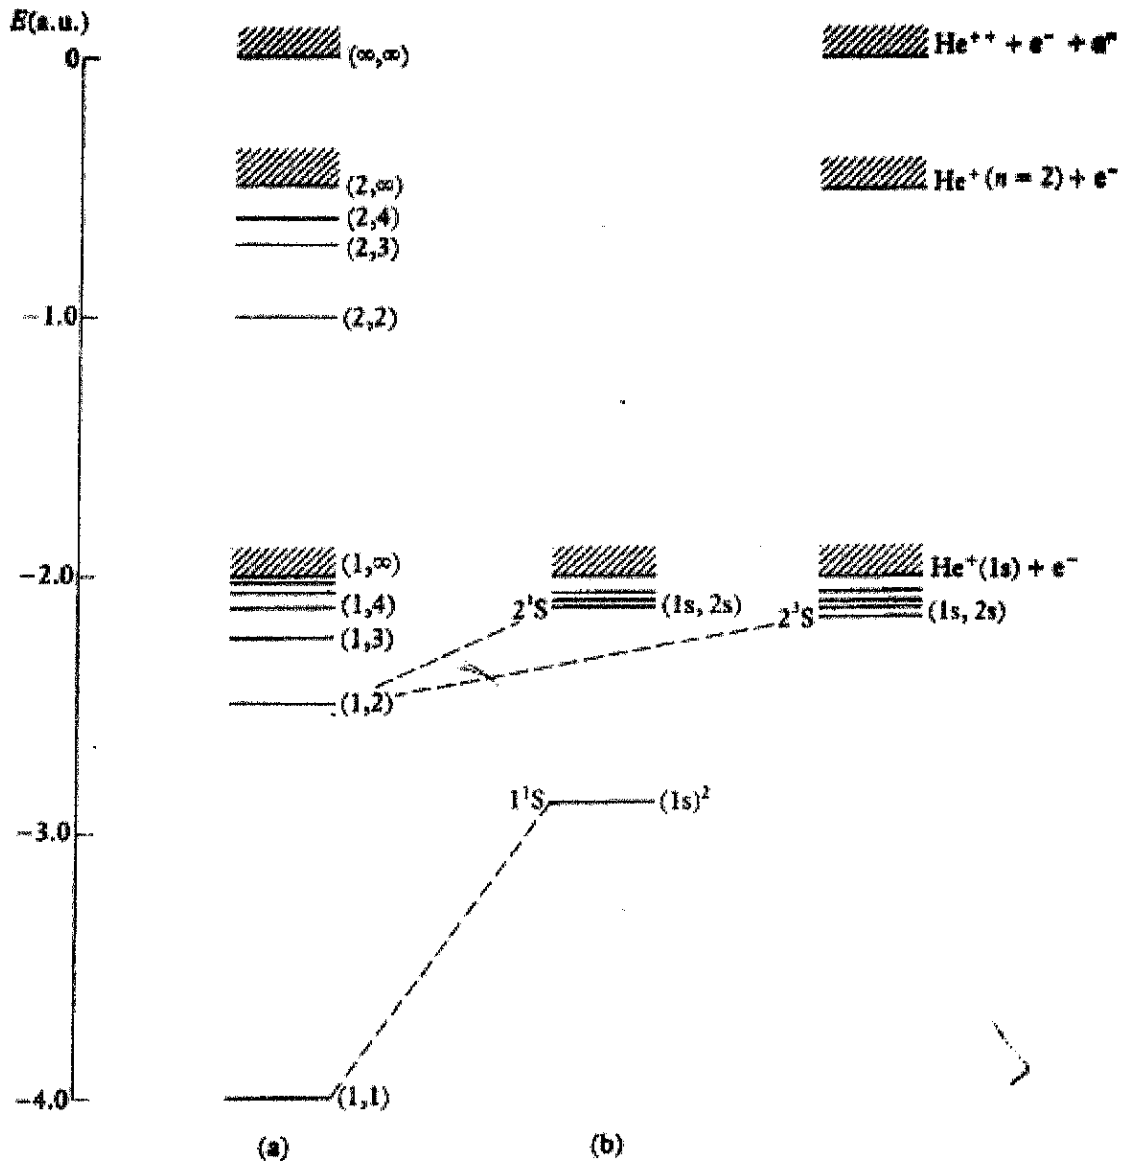 E(a.u.)
0
(∞,∞)
He⁺⁺ + e⁻ + e⁻
(2,∞)
He⁺(n = 2) + e⁻
(2,4)
(2,3)
−1.0
(2,2)
(1,∞)
He⁺(1s) + e⁻
−2.0
(1,4)
2¹S
(1s, 2s)
2³S
(1s, 2s)
(1,3)
(1,2)
1¹S
(1s)²
−3.0
−4.0
(1,1)
(a)
(b)